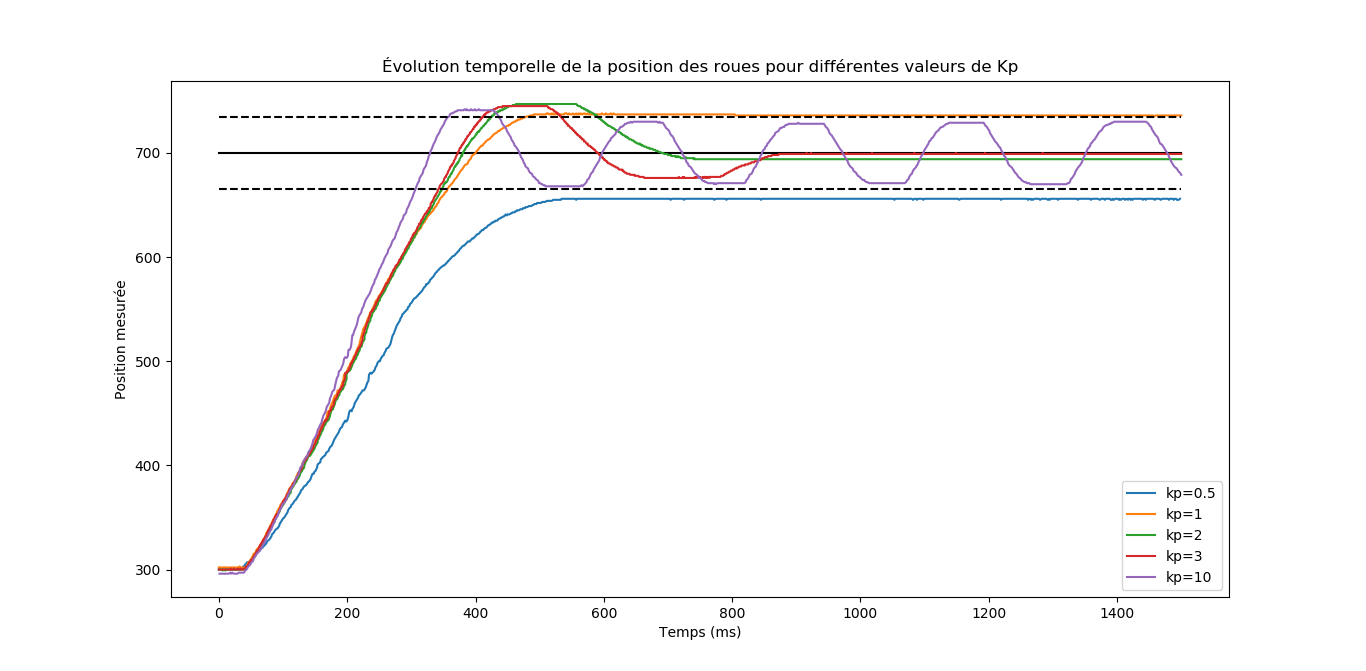 Évolution temporelle de la position des roues pour différentes valeurs de Kp
Position mesurée
700
600
500
400
300
0 200 400 600 800 1000 1200 1400
Temps (ms)
kp=0.5
kp=1
kp=2
kp=3
kp=10